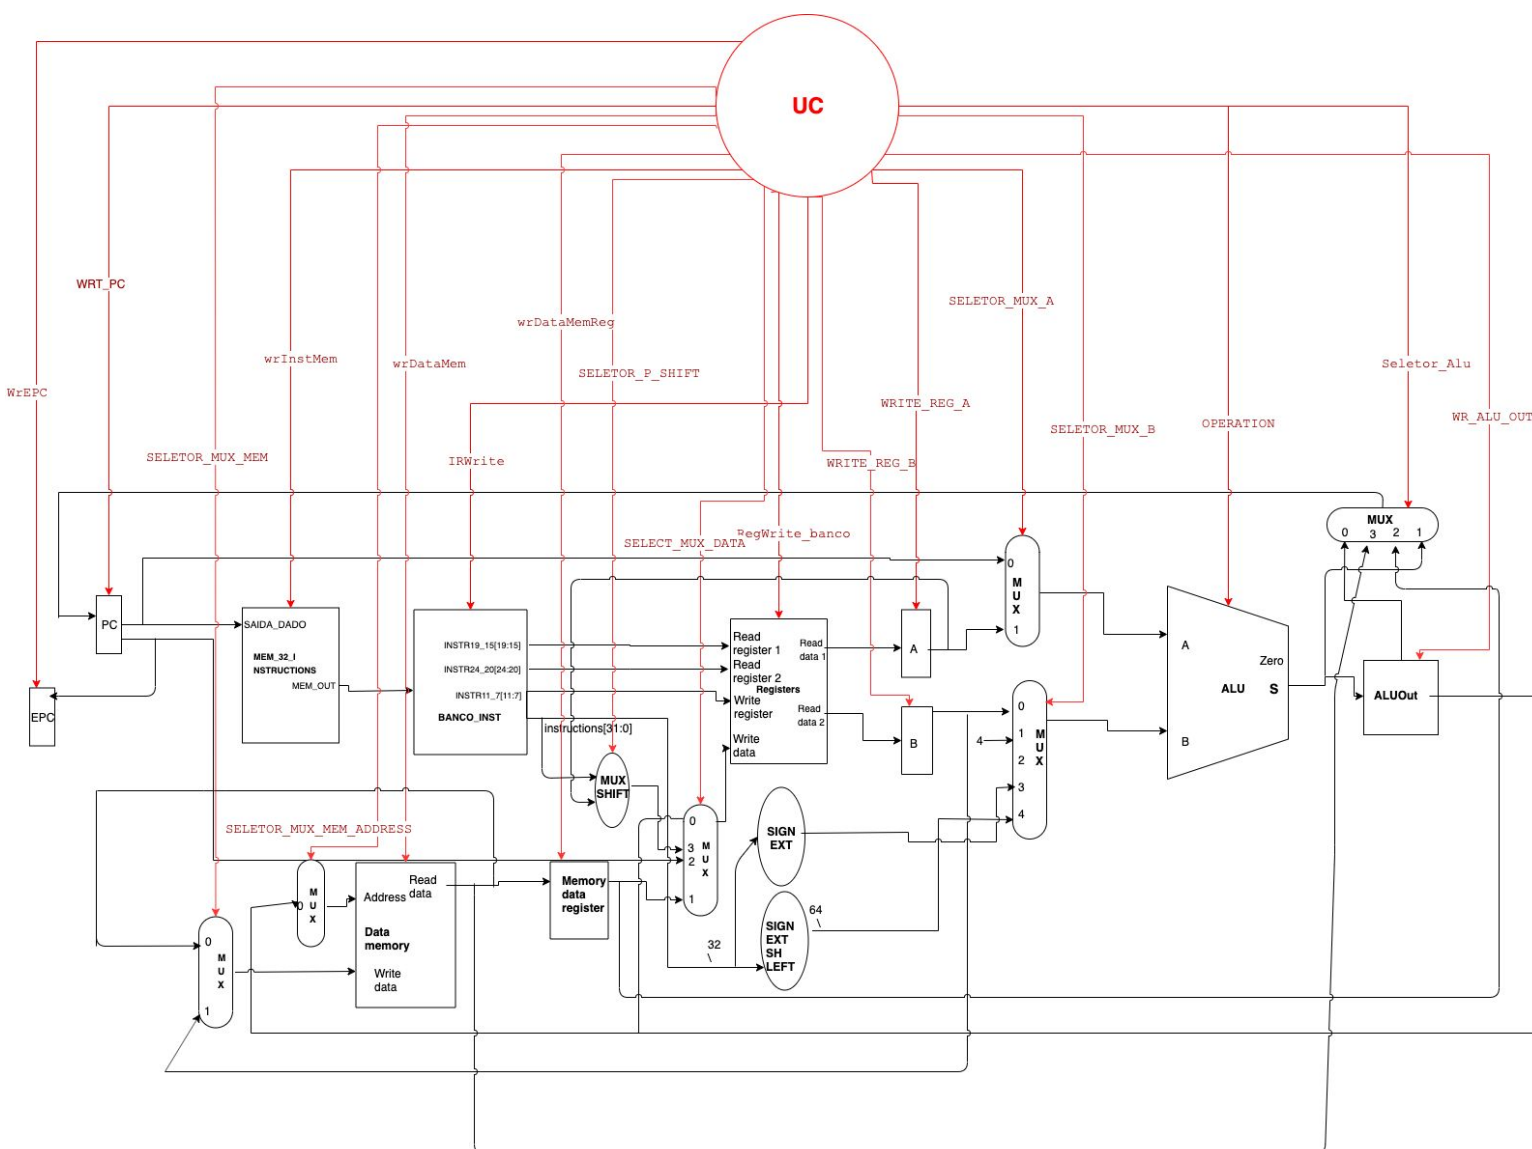 UC
WRT_PC
SELETOR_MUX_A
wrDataMemReg
wrInstMem
wrDataMem
SELETOR_P_SHIFT
Seletor_Alu
WrEPC
WRITE_REG_A
WR_ALU_OUT
OPERATION
SELETOR_MUX_B
SELETOR_MUX_MEM
IRWrite
WRITE_REG_B
RegWrite_banco
SELECT_MUX_DATA
MUX
0 3 2 1
0
M
U
X
1
PC
SAIDA_DADO
MEM_32_I
NSTRUCTIONS
MEM_OUT
INSTR19_15[19:15]
INSTR24_20[24:20]
INSTR11_7[11:7]
BANCO_INST
instructions[31:0]
Read
register 1
Read
register 2
Registers
Write
register
Write
data
Read
data 1
Read
data 2
A
B
EPC
0
1
2
3
4
M
U
X
4
A
B
Zero
ALU
S
ALUOut
MUX
SHIFT
0
3
2
1
M
U
X
SIGN
EXT
SELETOR_MUX_MEM_ADDRESS
0
M
U
X
Address
Read
data
Data
memory
Write
data
Memory
data
register
SIGN
EXT
SH
LEFT
64
\
32
\
0
M
U
X
1